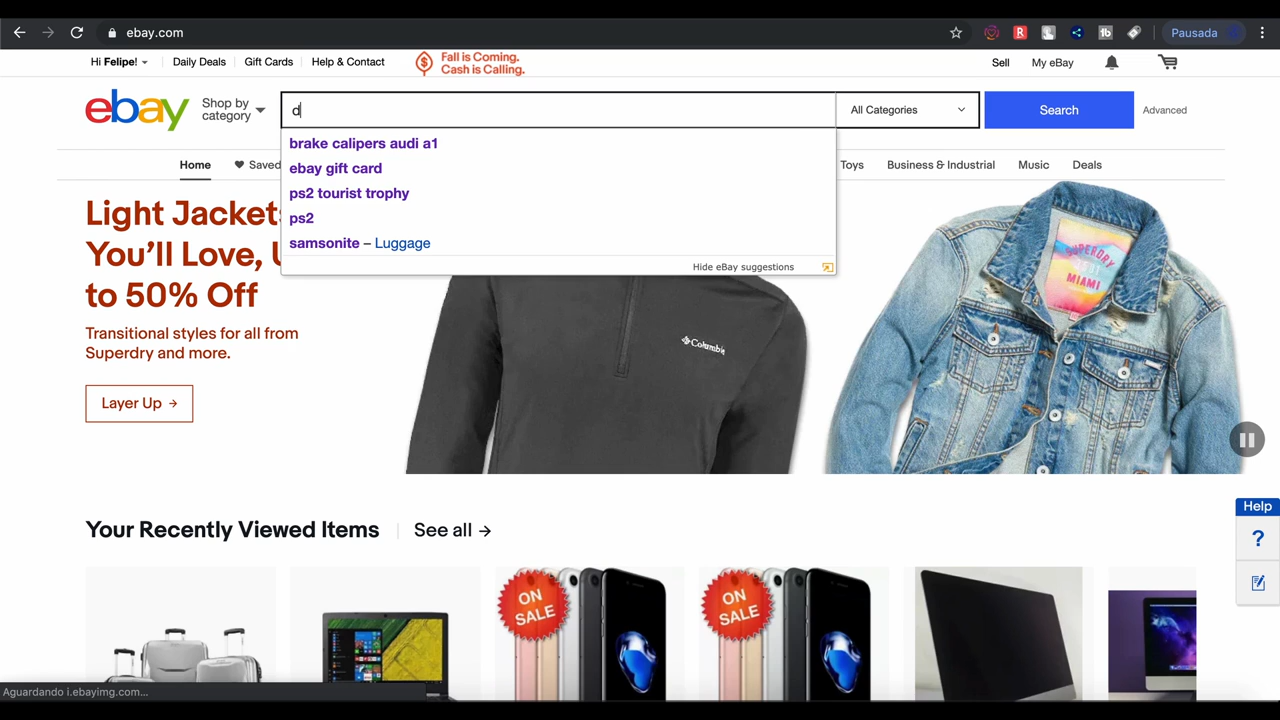 ebay.com
Pausada
Hi Felipe!
Daily Deals
Gift Cards
Help & Contact
Fall is Coming.
Cash is Calling.
Sell
My eBay
ebay
Shop by
category
d
All Categories
Search
Advanced
brake calipers audi a1
ebay gift card
ps2 tourist trophy
ps2
samsonite – Luggage
Hide eBay suggestions
Home
Saved
Toys
Business & Industrial
Music
Deals
Light Jackets
You’ll Love, U
to 50% Off
Transitional styles for all from
Superdry and more.
Layer Up →
Columbia
SUPERDRY
MIAMI
Help
?
Your Recently Viewed Items
See all →
ON
SALE
ON
SALE
Aguardando i.ebayimg.com...